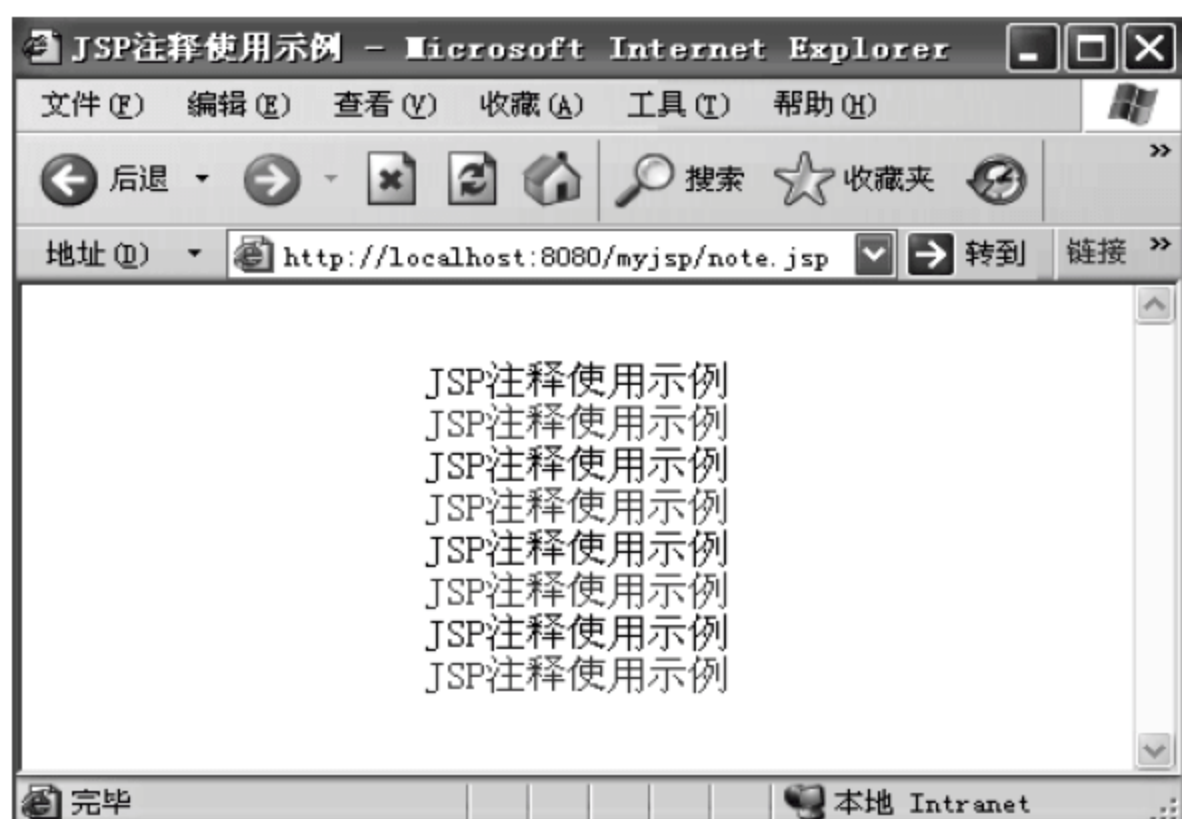 JSP注释使用示例 - Microsoft Internet Explorer
文件(F) 编辑(E) 查看(V) 收藏(A) 工具(T) 帮助(H)
后退 搜索 收藏夹 »
地址(D) http://localhost:8080/myjsp/note.jsp 转到 链接 »
JSP注释使用示例
JSP注释使用示例
JSP注释使用示例
JSP注释使用示例
JSP注释使用示例
JSP注释使用示例
JSP注释使用示例
JSP注释使用示例
完毕 本地 Intranet